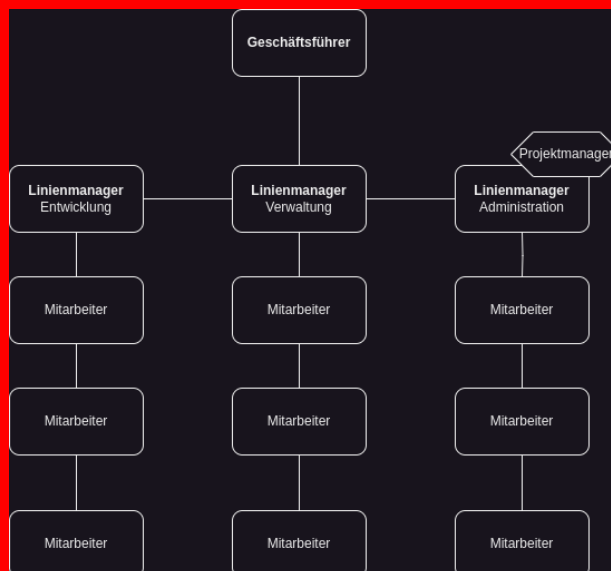 Geschäftsführer
Projektmanager
Linienmanager
Entwicklung
Linienmanager
Verwaltung
Linienmanager
Administration
Mitarbeiter
Mitarbeiter
Mitarbeiter
Mitarbeiter
Mitarbeiter
Mitarbeiter
Mitarbeiter
Mitarbeiter
Mitarbeiter